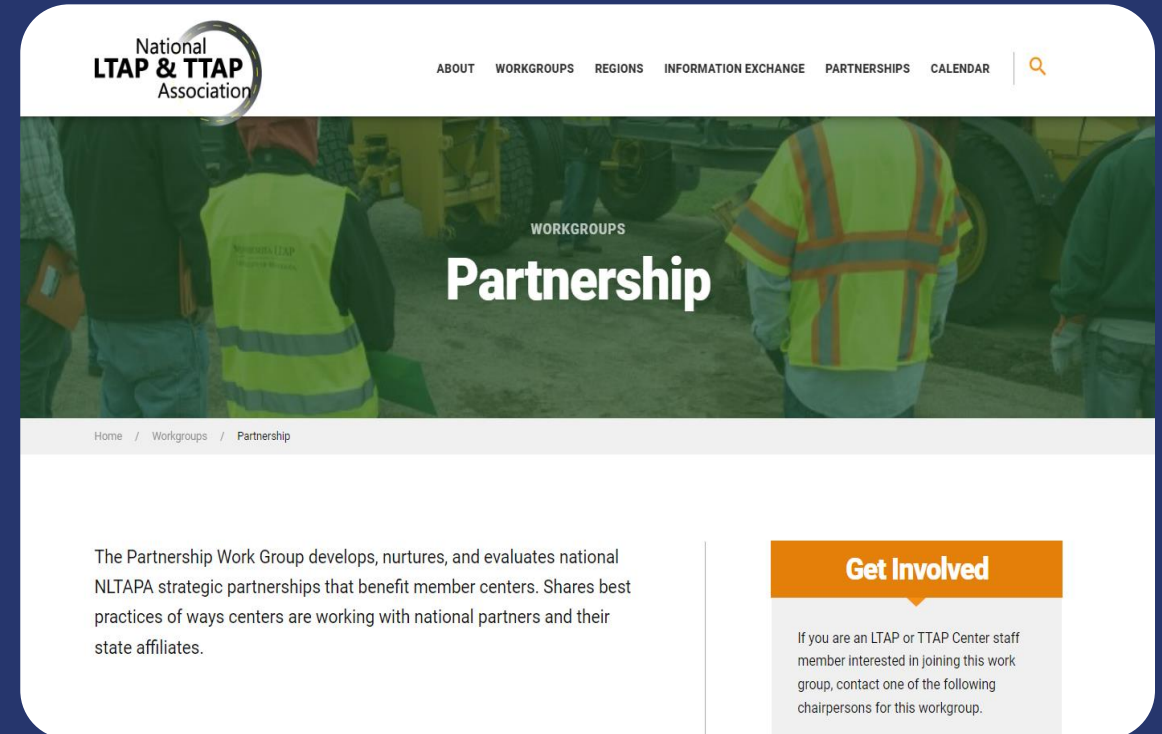 National
LTAP & TTAP
Association
ABOUT WORKGROUPS REGIONS INFORMATION EXCHANGE PARTNERSHIPS CALENDAR
WORKGROUPS
Partnership
Home / Workgroups / Partnership
The Partnership Work Group develops, nurtures, and evaluates national
NLTAPA strategic partnerships that benefit member centers. Shares best
practices of ways centers are working with national partners and their
state affiliates.
Get Involved
If you are an LTAP or TTAP Center staff
member interested in joining this work
group, contact one of the following
chairpersons for this workgroup.